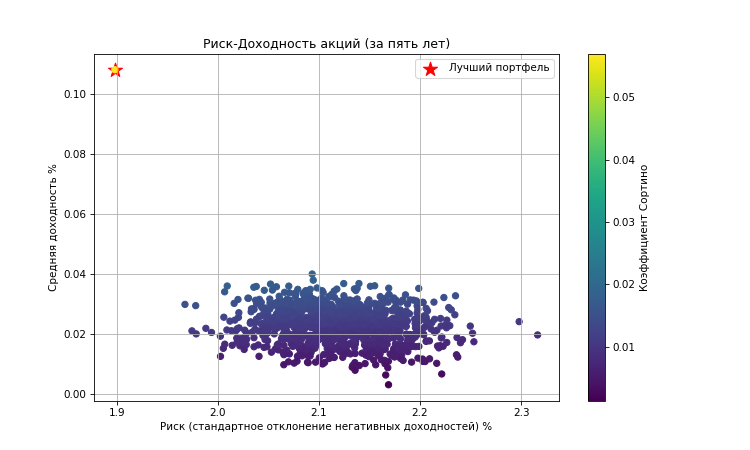 Риск-Доходность акций (за пять лет)
Лучший портфель
Средняя доходность %
0.10
0.08
0.06
0.04
0.02
0.00
1.9 2.0 2.1 2.2 2.3
Риск (стандартное отклонение негативных доходностей) %
0.05
0.04
0.03
0.02
0.01
Коэффициент Сортино